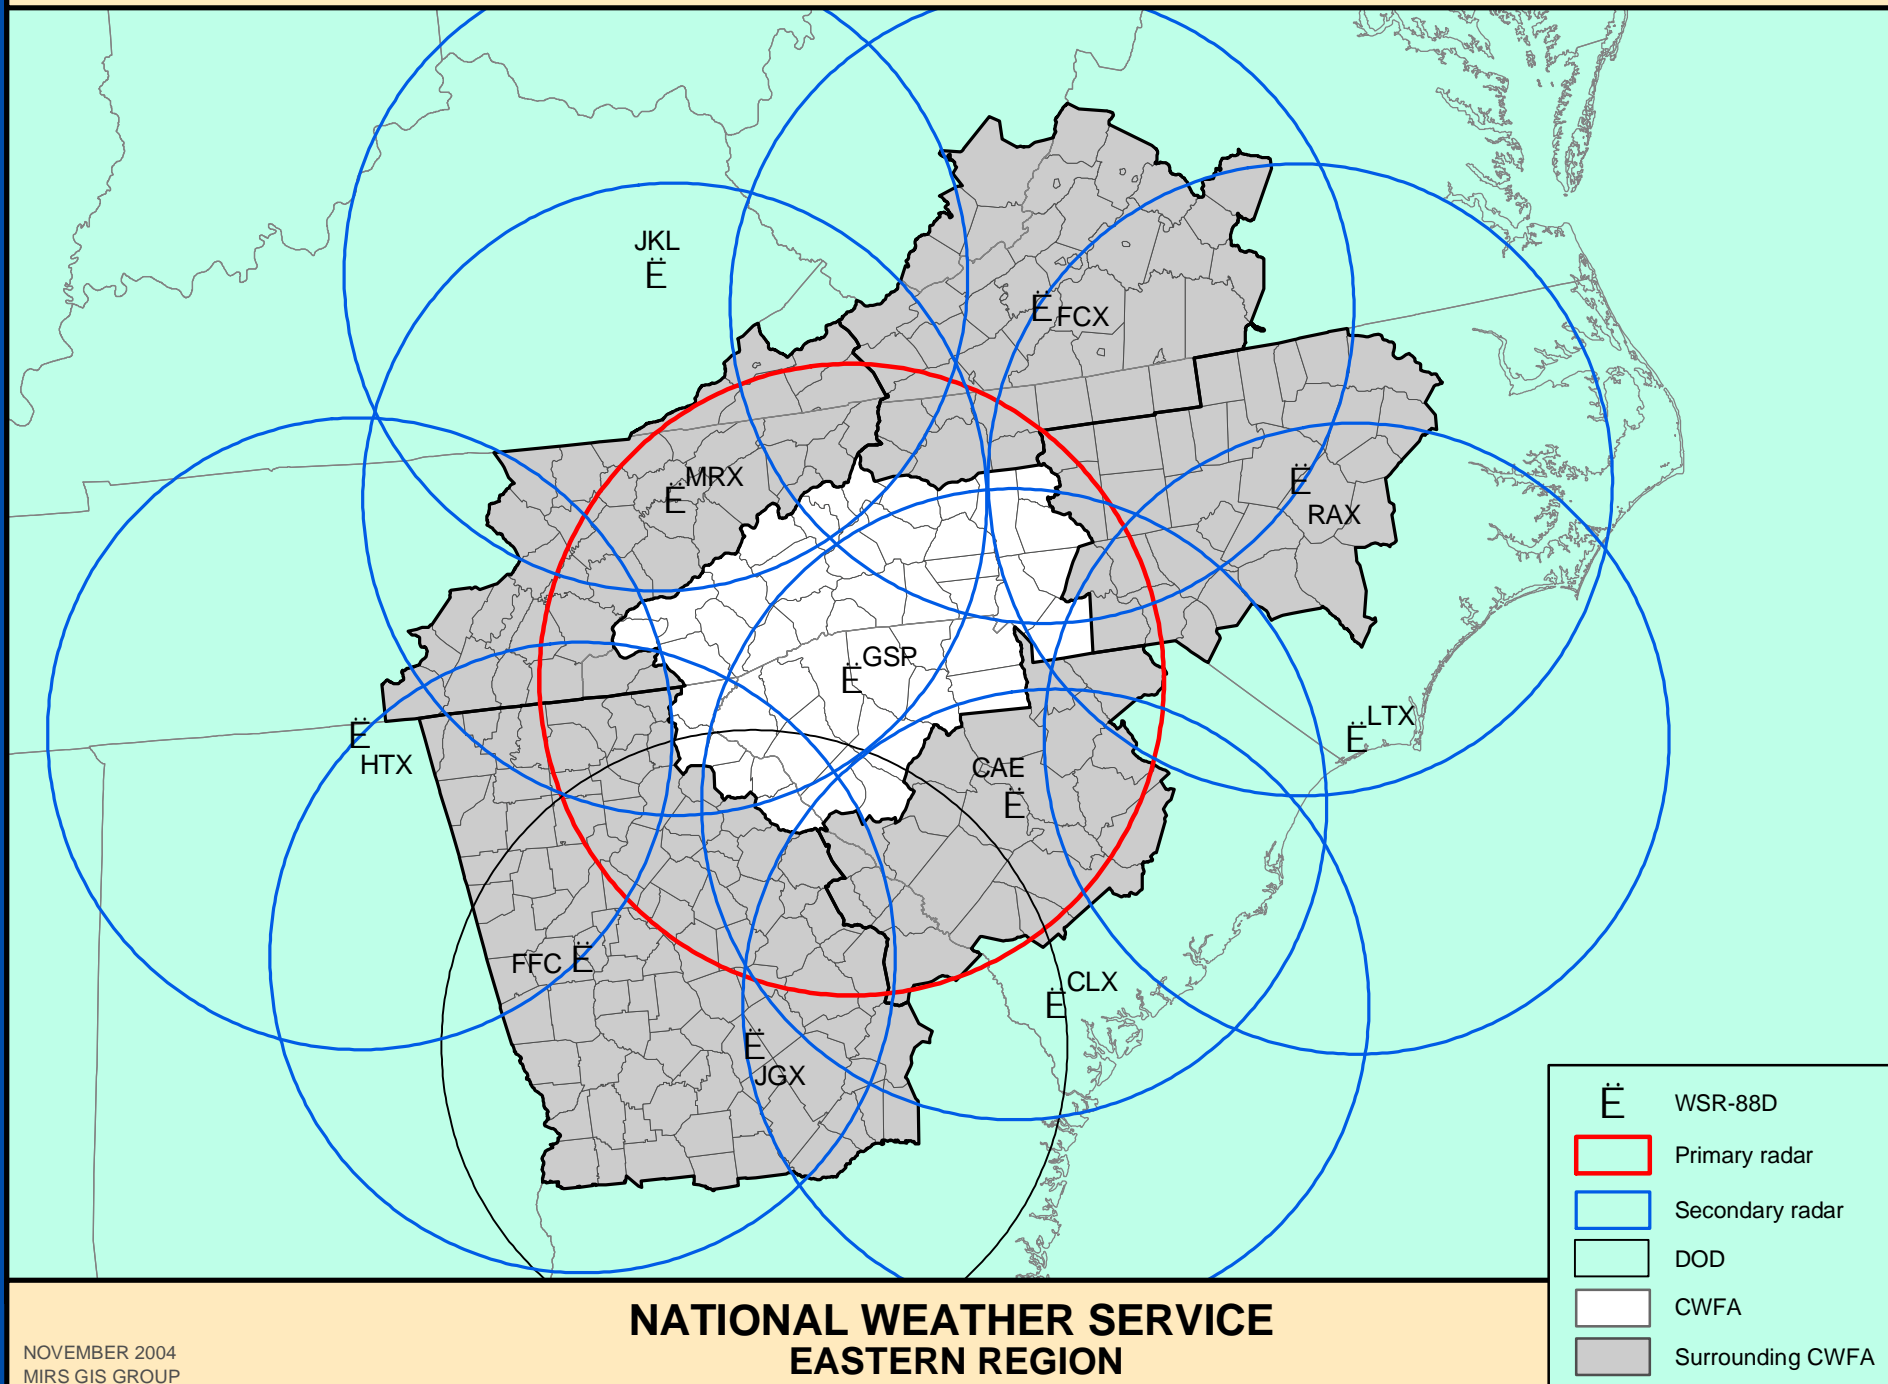 JKL
Ë
Ë FCX
MRX
Ë
Ë
RAX
GSP
Ë
Ë
HTX
LTX
Ë
CAE
Ë
FFC Ë
CLX
Ë
Ë
JGX
Ë WSR-88D
Primary radar
Secondary radar
DOD
CWFA
Surrounding CWFA
NATIONAL WEATHER SERVICE
EASTERN REGION
NOVEMBER 2004
MIRS GIS GROUP